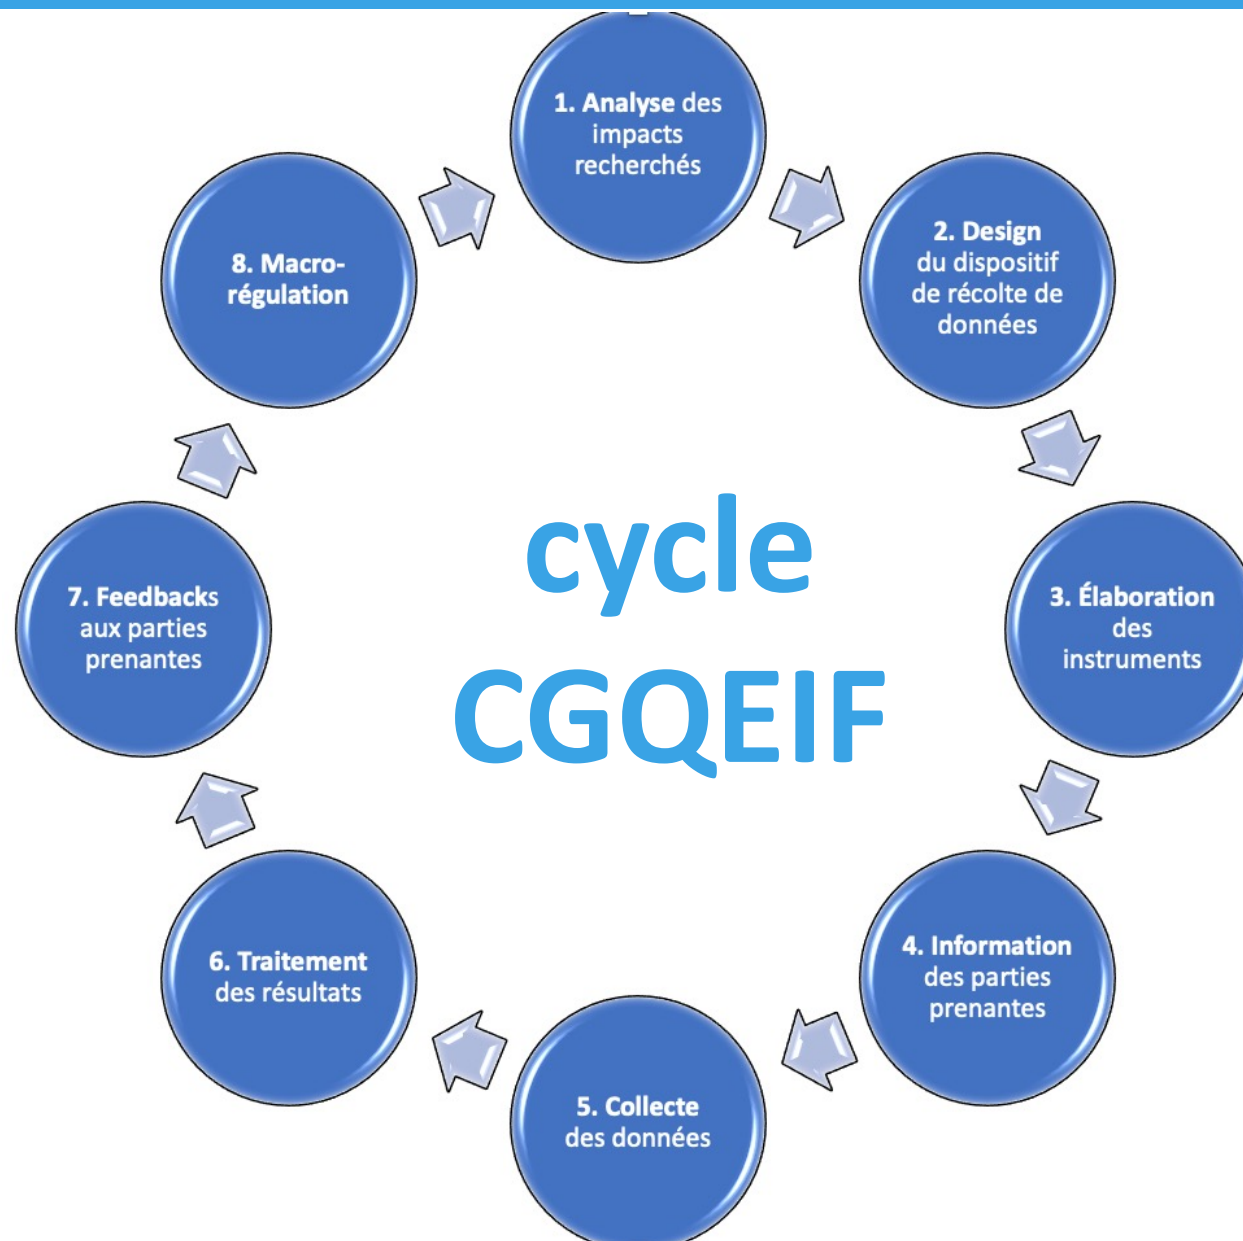 1. Analyse des
impacts
recherchés
2. Design
du dispositif
de récolte de
données
3. Élaboration
des
instruments
4. Information
des parties
prenantes
5. Collecte
des données
6. Traitement
des résultats
7. Feedbacks
aux parties
prenantes
8. Macro-
régulation
cycle
CGQEIF